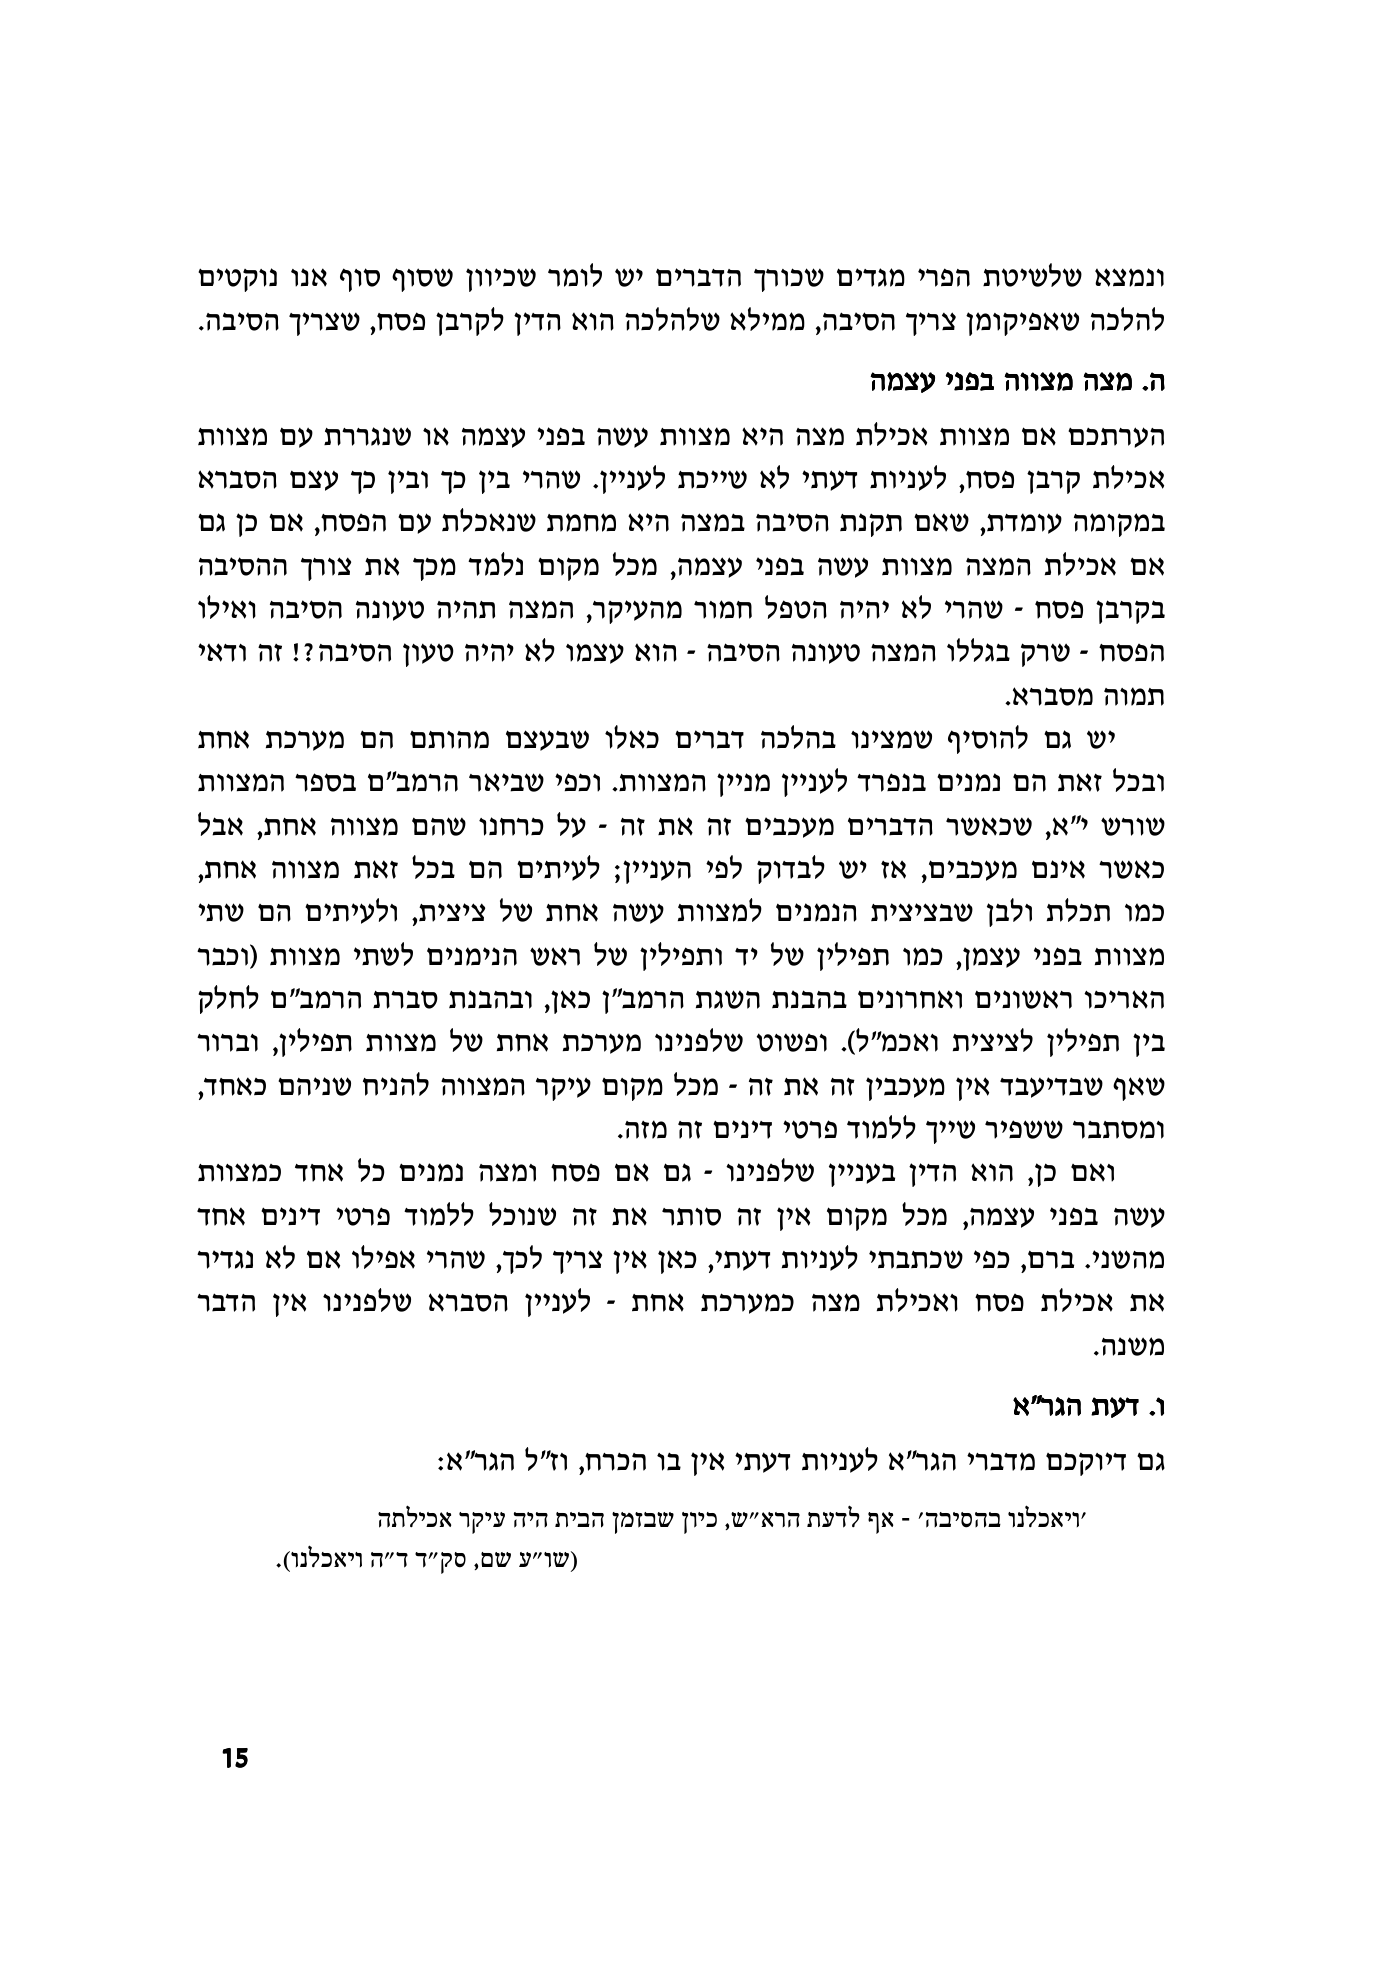 ונמצא שלשיטת הפרי מגדים שכורך הדברים יש לומר שכיוון שסוף סוף אנו נוקטים
להלכה שאפיקומן צריך הסיבה, ממילא שלהלכה הוא הדין לקרבן פסח, שצריך הסיבה.
ה. מצה מצווה בפני עצמה
הערתכם אם מצוות אכילת מצה היא מצוות עשה בפני עצמה או שנגררת עם מצוות
אכילת קרבן פסח, לעניות דעתי לא שייכת לעניין. שהרי בין כך ובין כך עצם הסברא
במקומה עומדת, שאם תקנת הסיבה במצה היא מחמת שנאכלת עם הפסח, אם כן גם
אם אכילת המצה מצוות עשה בפני עצמה, מכל מקום נלמד מכך את צורך ההסיבה
בקרבן פסח - שהרי לא יהיה הטפל חמור מהעיקר, המצה תהיה טעונה הסיבה ואילו
הפסח - שרק בגללו המצה טעונה הסיבה - הוא עצמו לא יהיה טעון הסיבה?! זה ודאי
תמוה מסברא.
יש גם להוסיף שמצינו בהלכה דברים כאלו שבעצם מהותם הם מערכת אחת
ובכל זאת הם נמנים בנפרד לעניין מניין המצוות. וכפי שביאר הרמב"ם בספר המצוות
שורש י"א, שכאשר הדברים מעכבים זה את זה - על כרחנו שהם מצווה אחת, אבל
כאשר אינם מעכבים, אז יש לבדוק לפי העניין; לעיתים הם בכל זאת מצווה אחת,
כמו תכלת ולבן שבציצית הנמנים למצוות עשה אחת של ציצית, ולעיתים הם שתי
מצוות בפני עצמן, כמו תפילין של יד ותפילין של ראש הנימנים לשתי מצוות (וכבר
האריכו ראשונים ואחרונים בהבנת השגת הרמב"ן כאן, ובהבנת סברת הרמב"ם לחלק
בין תפילין לציצית ואכמ"ל). ופשוט שלפנינו מערכת אחת של מצוות תפילין, וברור
שאף שבדיעבד אין מעכבין זה את זה - מכל מקום עיקר המצווה להניח שניהם כאחד,
ומסתבר ששפיר שייך ללמוד פרטי דינים זה מזה.
ואם כן, הוא הדין בעניין שלפנינו - גם אם פסח ומצה נמנים כל אחד כמצוות
עשה בפני עצמה, מכל מקום אין זה סותר את זה שנוכל ללמוד פרטי דינים אחד
מהשני. ברם, כפי שכתבתי לעניות דעתי, כאן אין צריך לכך, שהרי אפילו אם לא נגדיר
את אכילת פסח ואכילת מצה כמערכת אחת - לעניין הסברא שלפנינו אין הדבר
משנה.
ו. דעת הגר"א
גם דיוקכם מדברי הגר"א לעניות דעתי אין בו הכרח, וז"ל הגר"א:
'ויאכלנו בהסיבה' - אף לדעת הרא״ש, כיון שבזמן הבית היה עיקר אכילתה
(שו״ע שם, סק״ד ד״ה ויאכלנו).
15